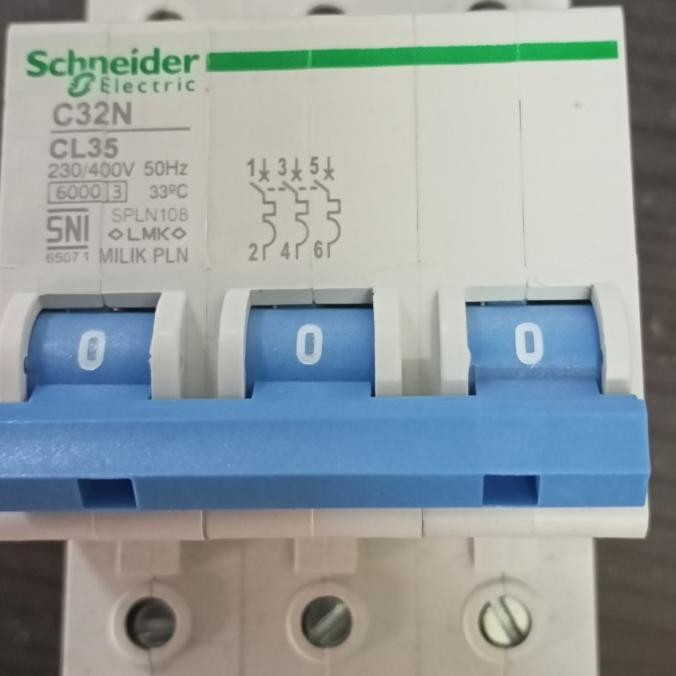 Schneider
Electric
C32N
CL35
230/400V 50Hz
6000 3 33ºC
SNI SPLN108
LMK
6507 1 MILIK PLN
1 3 5
2 4 6
0 0 0